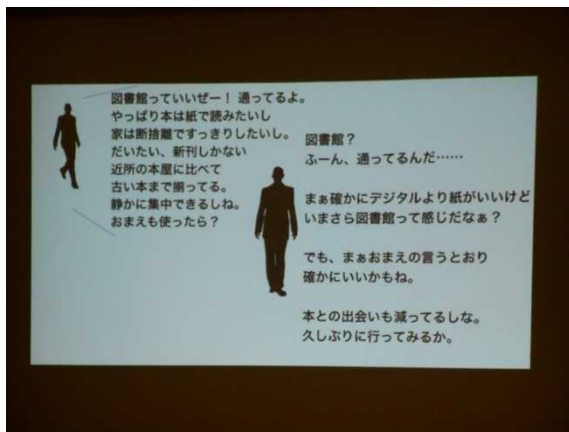 図書館っていいぜー！ 通ってるよ。
やっぱり本は紙で読みたいし
家は断捨離ですっきりしたいし。
だいたい、新刊しかない
近所の本屋に比べて
古い本まで揃ってる。
静かに集中できるしね。
おまえも使ったら？
図書館？
ふーん、通ってるんだ……
まぁ確かにデジタルより紙がいいけど
いまさら図書館って感じだなぁ？
でも、まぁおまえの言うとおり
確かにいいかもね。
本との出会いも減ってるしな。
久しぶりに行ってみるか。